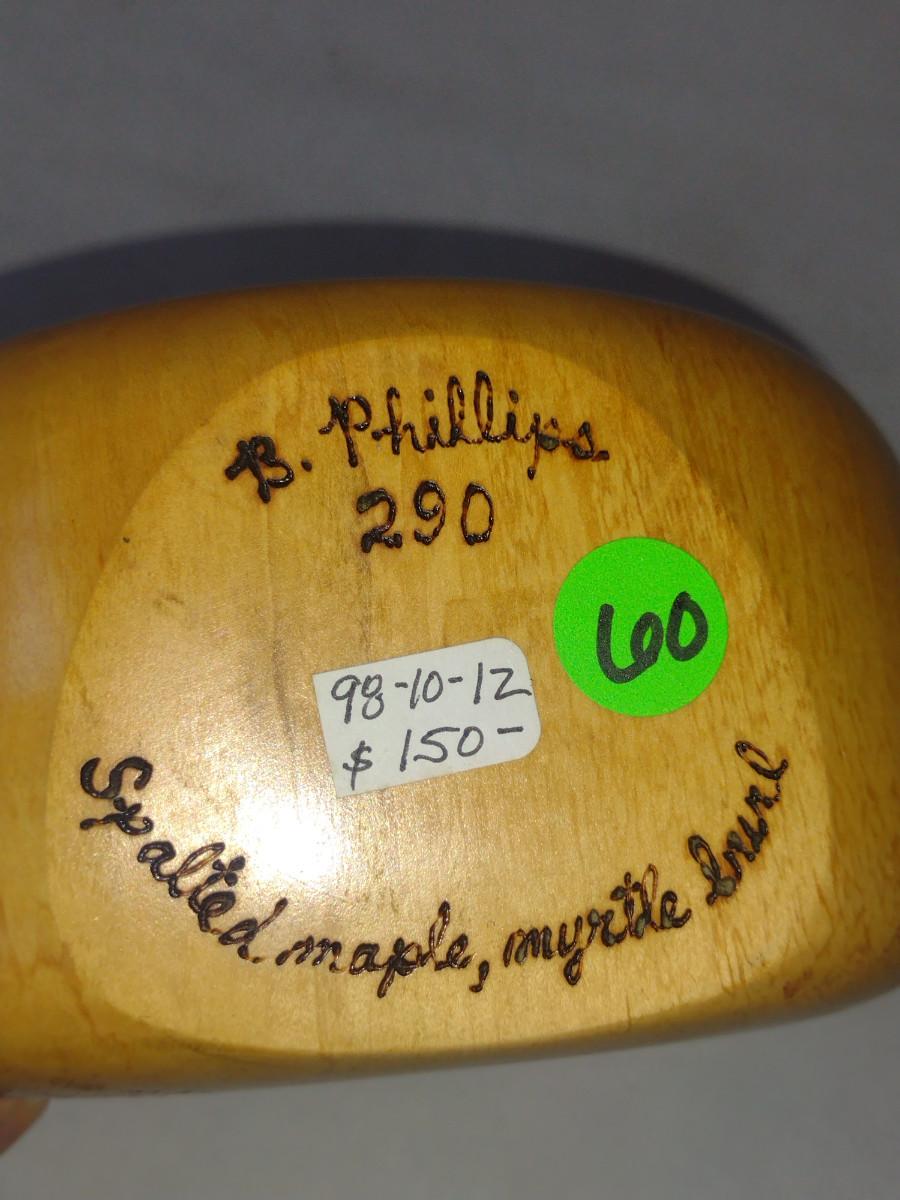 B. Phillips
290
60
98-10-12
$150-
Spalted maple, myrtle burl